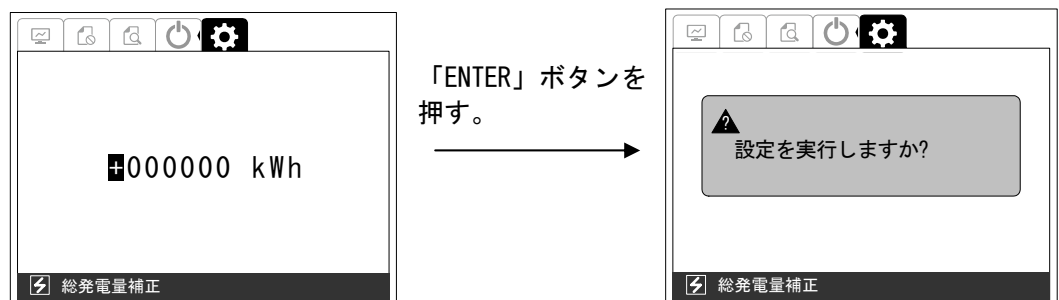 +000000 kWh
総発電量補正
「ENTER」ボタンを
押す。
?
設定を実行しますか?
総発電量補正